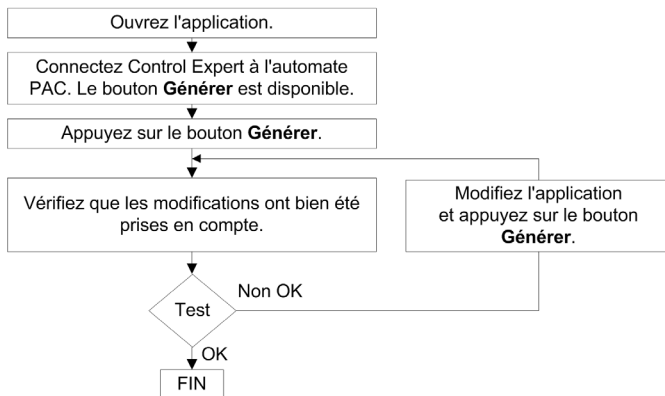 Ouvrez l'application.
Connectez Control Expert à l'automate
PAC. Le bouton Générer est disponible.
Appuyez sur le bouton Générer.
Vérifiez que les modifications ont bien été
prises en compte.
Modifiez l'application
et appuyez sur le bouton
Générer.
Test
Non OK
OK
FIN